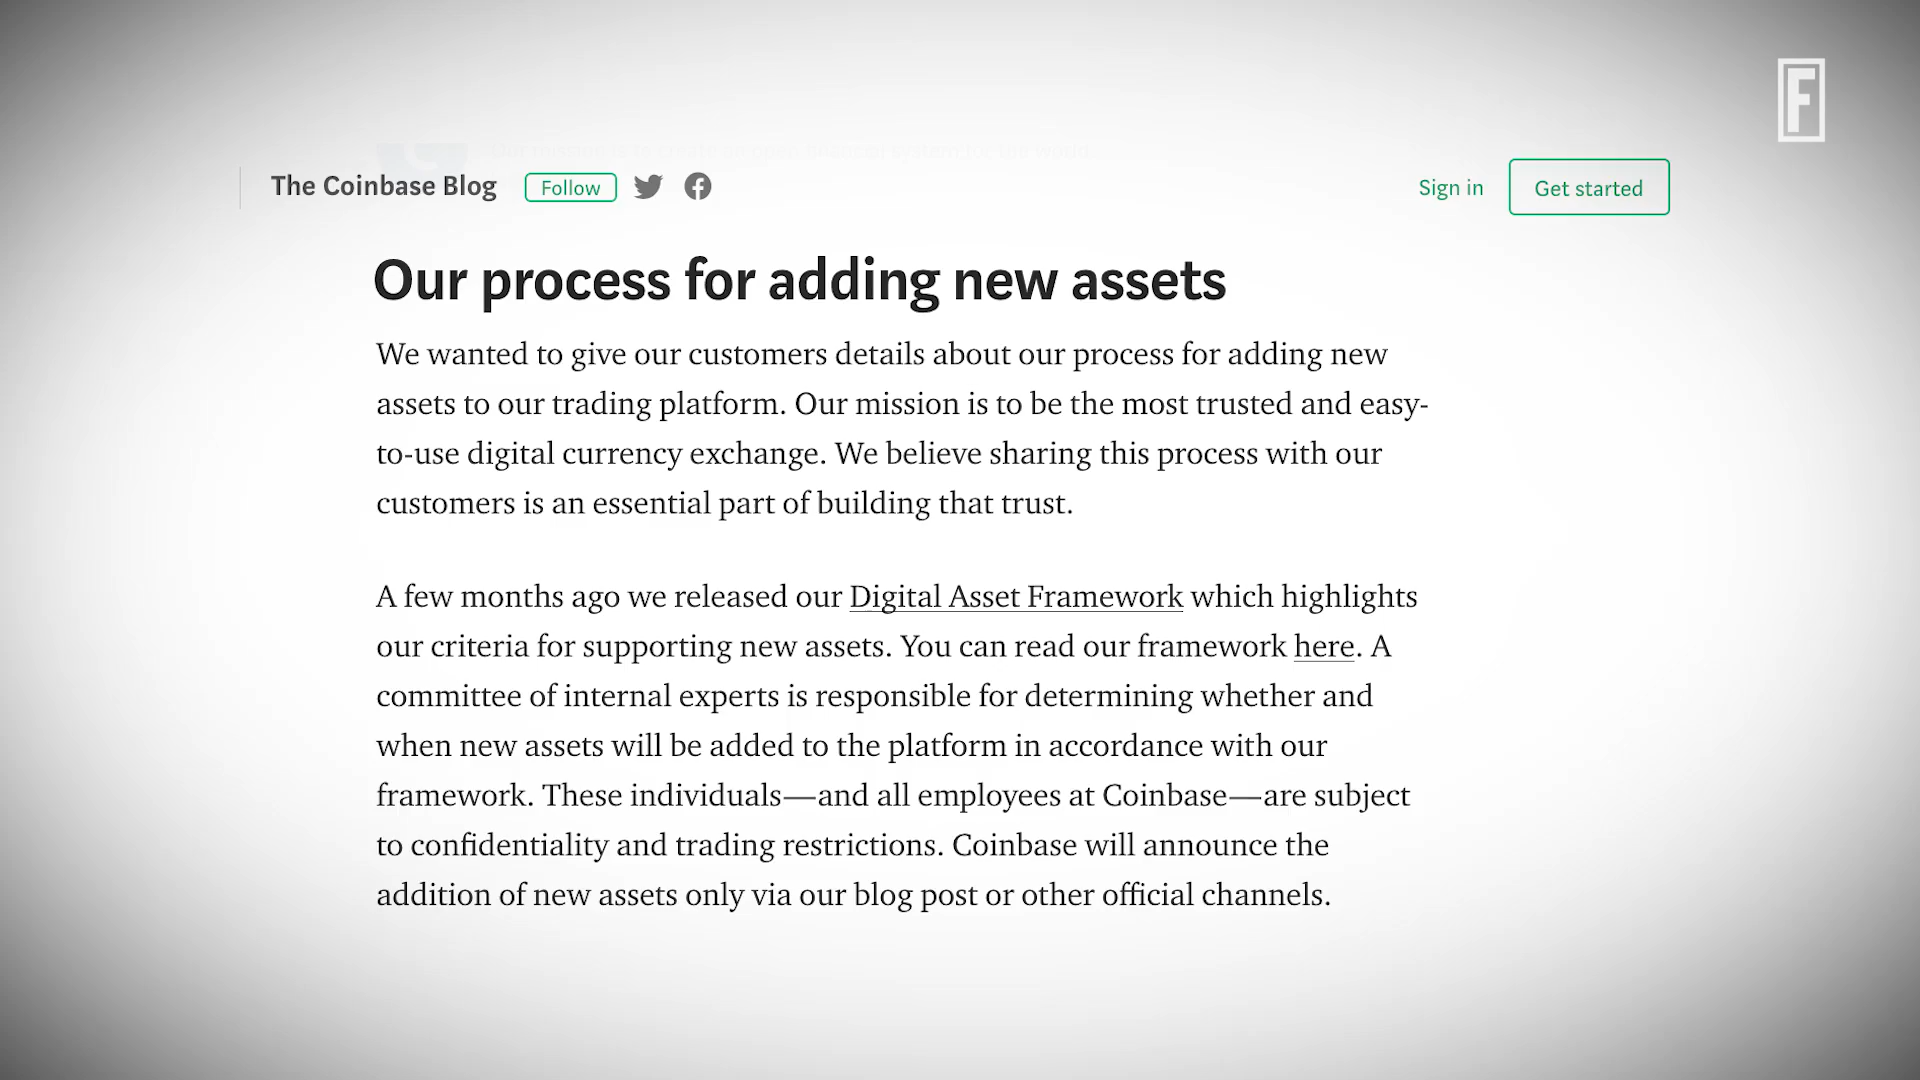 F
The Coinbase Blog Follow Sign in Get started
Our process for adding new assets
We wanted to give our customers details about our process for adding new
assets to our trading platform. Our mission is to be the most trusted and easy-
to-use digital currency exchange. We believe sharing this process with our
customers is an essential part of building that trust.
A few months ago we released our Digital Asset Framework which highlights
our criteria for supporting new assets. You can read our framework here. A
committee of internal experts is responsible for determining whether and
when new assets will be added to the platform in accordance with our
framework. These individuals—and all employees at Coinbase—are subject
to confidentiality and trading restrictions. Coinbase will announce the
addition of new assets only via our blog post or other official channels.